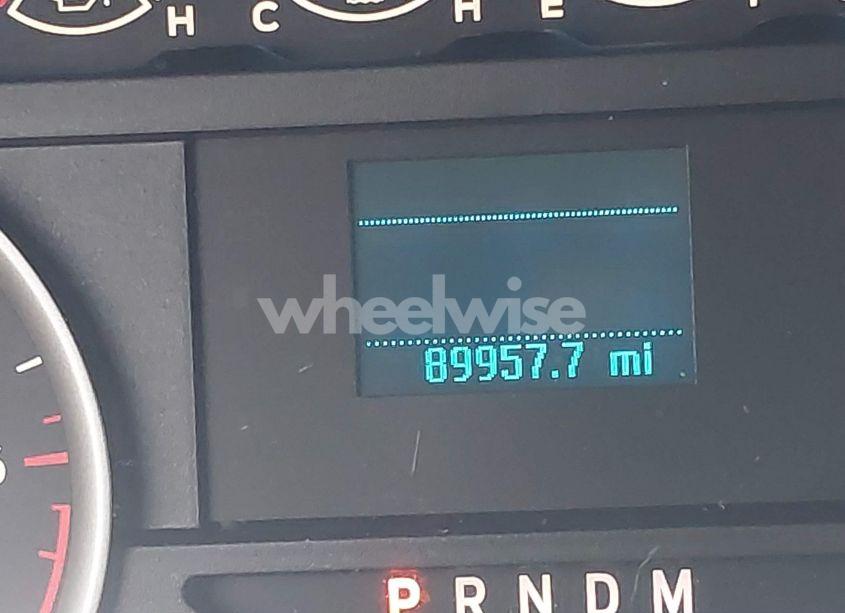 H C H E
wheelwise
89957.7 mi
P R N D M